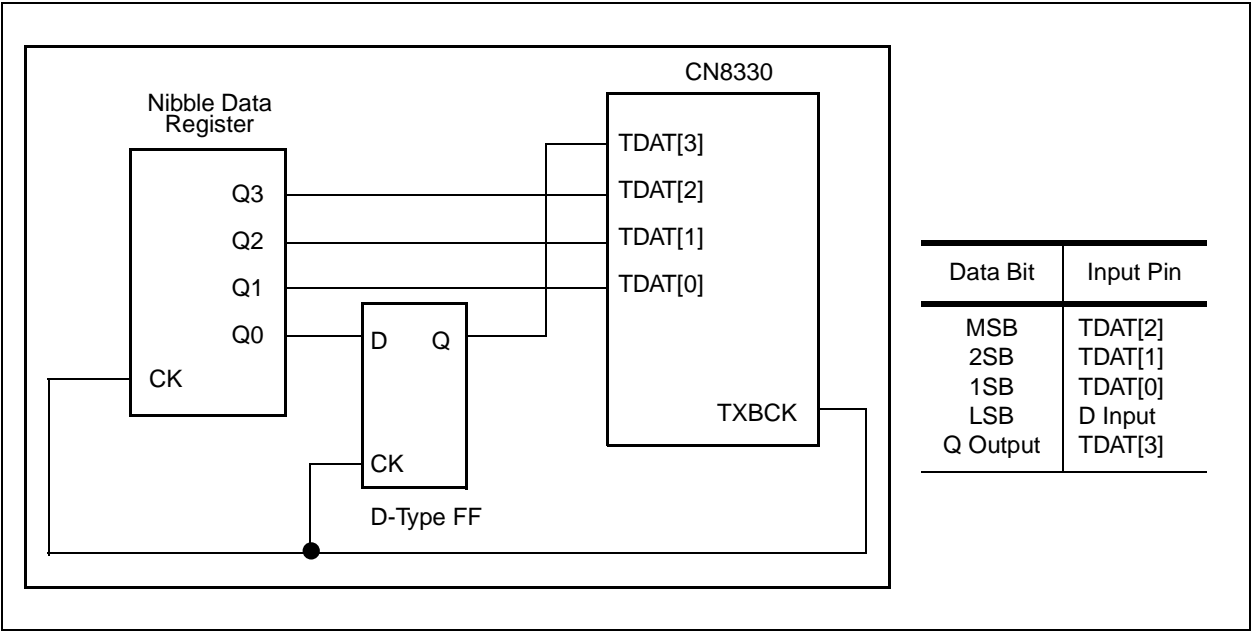 CN8330
Nibble Data
Register
Q3
Q2
Q1
Q0
CK
D Q
CK
D-Type FF
TDAT[3]
TDAT[2]
TDAT[1]
TDAT[0]
TXBCK
Data Bit Input Pin
MSB TDAT[2]
2SB TDAT[1]
1SB TDAT[0]
LSB D Input
Q Output TDAT[3]